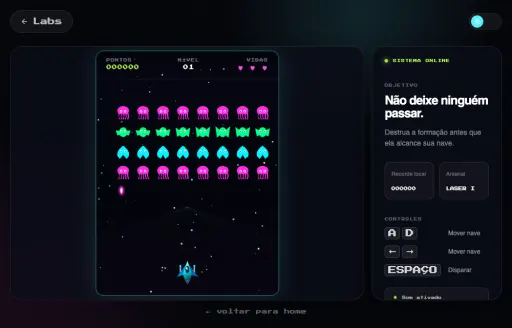 ← Labs
PONTOS
NÍVEL
VIDAS
000000
01
SISTEMA ONLINE
OBJETIVO
Não deixe ninguém
passar.
Destrua a formação antes que
ela alcance sua nave.
Recorde local
Arsenal
000000
LASER I
CONTROLES
A D Mover nave
← → Mover nave
ESPAÇO Disparar
Som ativado
← voltar para home